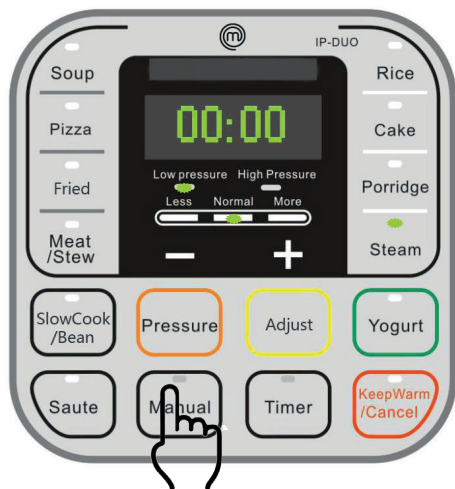 IP-DUO
Soup
Rice
Pizza
00:00
Cake
Low pressure High Pressure
Fried
Less Normal More
Porridge
Meat
/Stew
− +
Steam
SlowCook
/Bean
Pressure
Adjust
Yogurt
Saute
Manual
Timer
KeepWarm
/Cancel